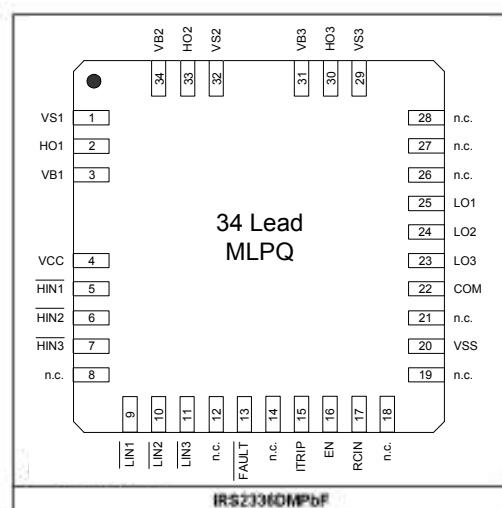 VB2 HO2 VS2 VB3 HO3 VS3
34 33 32 31 30 29
VS1 1 28 n.c.
HO1 2 27 n.c.
VB1 3 26 n.c.
25 LO1
34 Lead
MLPQ
24 LO2
VCC 4 23 LO3
HIN1 5 22 COM
HIN2 6 21 n.c.
HIN3 7 20 VSS
n.c. 8 19 n.c.
9 10 11 12 13 14 15 16 17 18
LIN1 LIN2 LIN3 n.c. FAULT n.c. ITRIP EN RCIN n.c.
IRS2336DMPbF